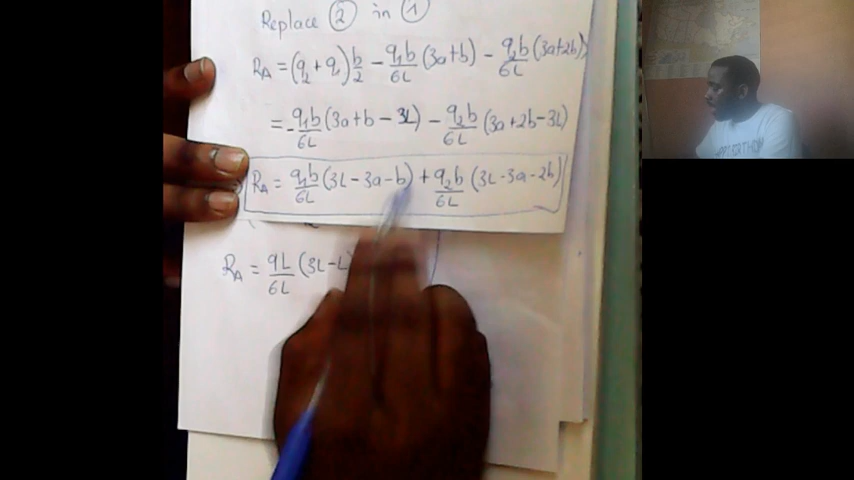 Replace ② in ①
R_A = (q_2 + q_1) b/2 - q_1b/6L (3a+b) - q_2b/6L (3a+2b)
= - q_1b/6L (3a+b-3L) - q_2b/6L (3a+2b-3L)
R_A = q_1b/6L (3L-3a-b) + q_2b/6L (3L-3a-2b)
R_A = qL/6L (3L-L